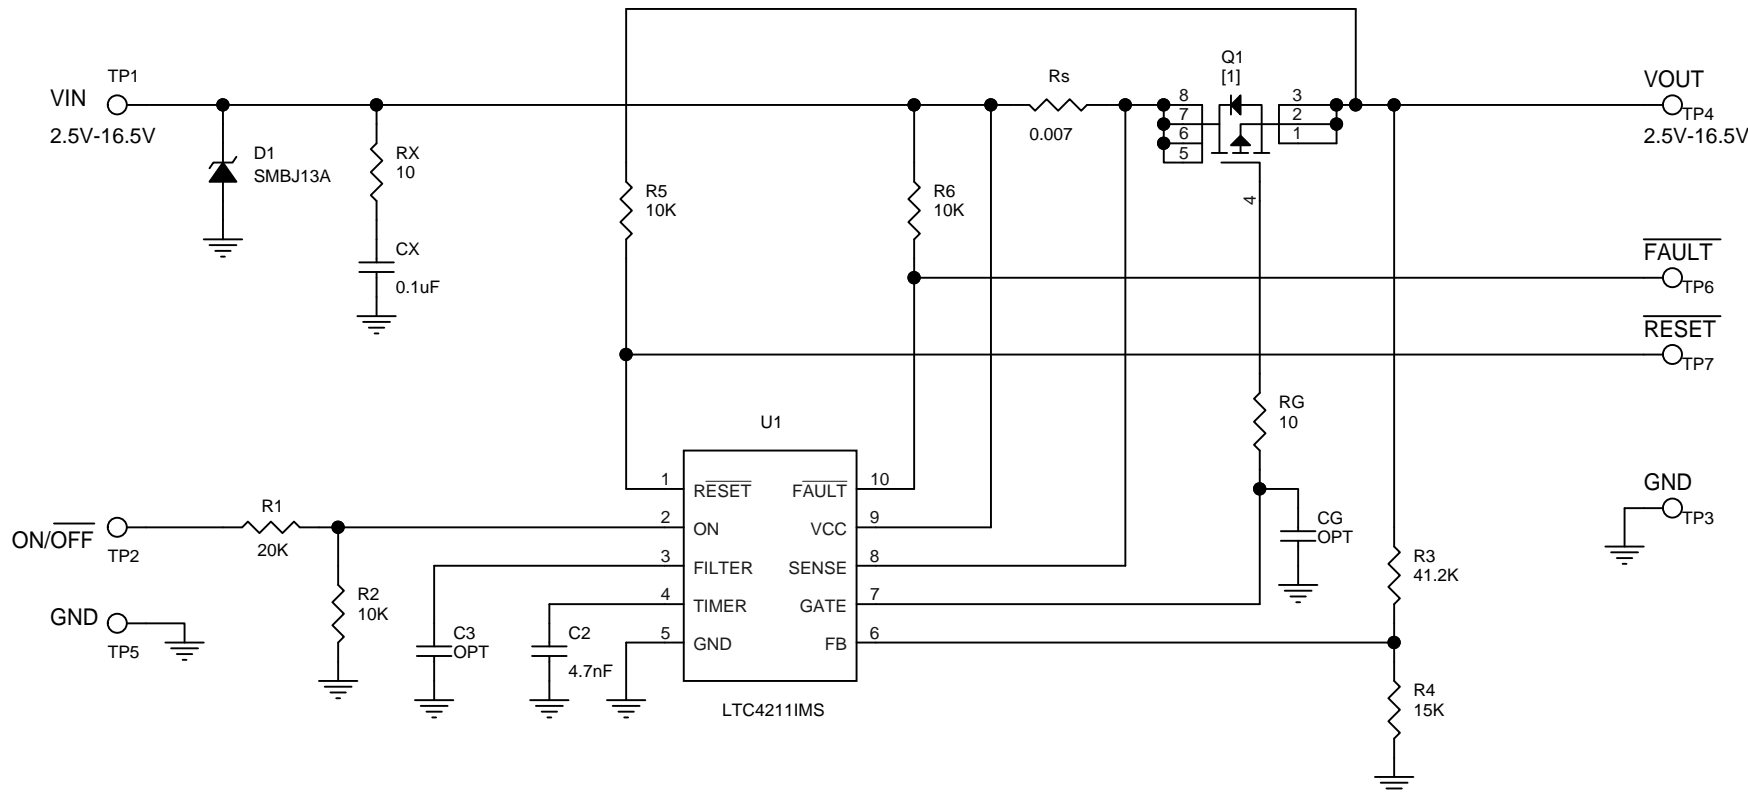 TP1
VIN
2.5V-16.5V
D1
SMBJ13A
RX
10
CX
0.1uF
R5
10K
R6
10K
Rs
0.007
Q1
[1]
8
7
6
5
3
2
1
4
VOUT
TP4
2.5V-16.5V
FAULT
TP6
RESET
TP7
RG
10
CG
OPT
GND
TP3
R3
41.2K
R4
15K
U1
1 RESET FAULT 10
2 ON VCC 9
3 FILTER SENSE 8
4 TIMER GATE 7
5 GND FB 6
LTC4211IMS
ON/OFF
TP2
R1
20K
R2
10K
GND
TP5
C3
OPT
C2
4.7nF